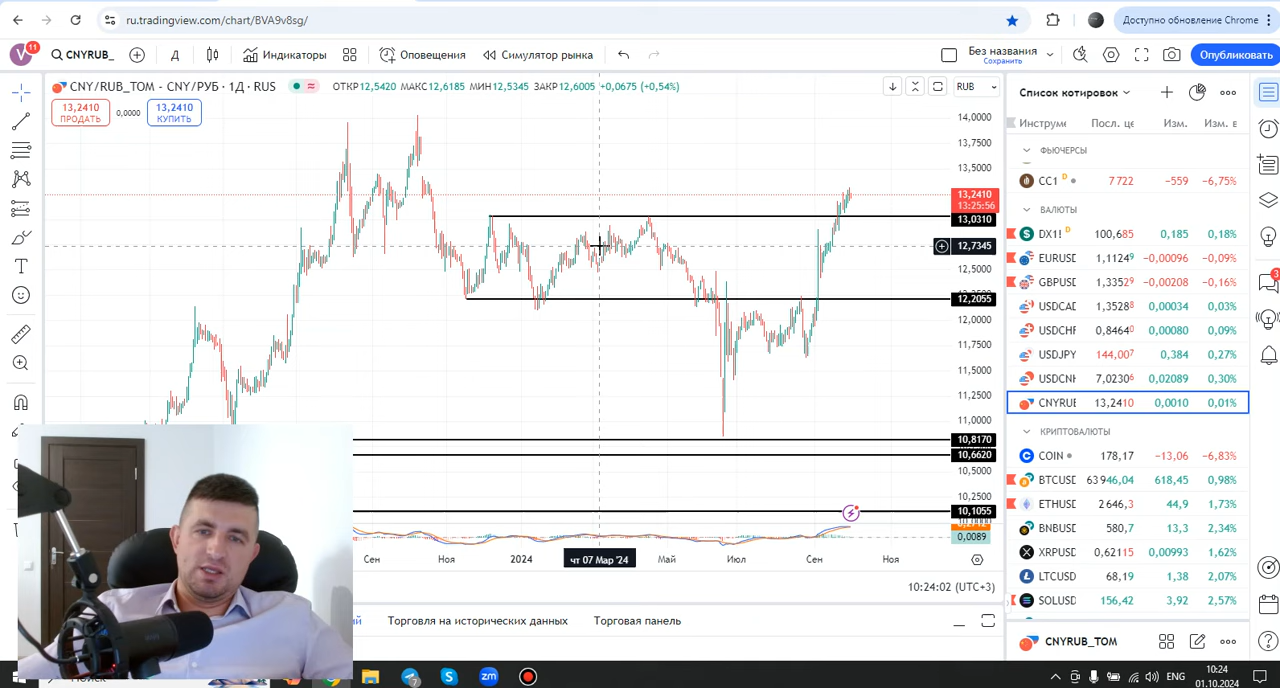 ru.tradingview.com/chart/BVA9v8sg/
Доступно обновление Chrome
V
11
CNYRUB_
Д
Индикаторы
Оповещения
Симулятор рынка
Без названия
Сохранить
Опубликовать
CNY/RUB_TOM - CNY/РУБ · 1Д · RUS
ОТКР12,5420 МАКС12,6185 МИН12,5345 ЗАКР12,6005 +0,0675 (+0,54%)
RUB
13,2410
ПРОДАТЬ
0,0000
13,2410
КУПИТЬ
14,0000
13,7500
13,5000
13,2410
13:25:56
13,0310
12,7345
12,5000
12,2055
12,0000
11,7500
11,5000
11,2500
11,0000
10,8170
10,6620
10,5000
10,2500
10,1055
0,0089
Сен
Ноя
2024
чт 07 Мар '24
Май
Июл
Сен
Ноя
10:24:02 (UTC+3)
Торговля на исторических данных
Торговая панель
Список котировок
Инструме
Посл. це
Изм.
Изм. в
ФЬЮЧЕРСЫ
CC1 D 7 722 −559 −6,75%
ВАЛЮТЫ
DX1! D 100,685 0,185 0,18%
EURUSD 1,11249 −0,00096 −0,09%
GBPUSD 1,33529 −0,00208 −0,16%
USDCAD 1,35288 0,00034 0,03%
USDCHF 0,84640 0,00080 0,09%
USDJPY 144,007 0,384 0,27%
USDCNH 7,02306 0,02089 0,30%
CNYRUB 13,2410 0,0010 0,01%
КРИПТОВАЛЮТЫ
COIN 178,17 −13,06 −6,83%
BTCUSD 63 946,04 618,45 0,98%
ETHUSD 2 646,3 44,9 1,73%
BNBUSD 580,7 13,3 2,34%
XRPUSD 0,62115 0,00993 1,62%
LTCUSD 68,19 1,38 2,07%
SOLUSD 156,42 3,92 2,57%
CNYRUB_TOM
3
zm
ENG
10:24
01.10.2024